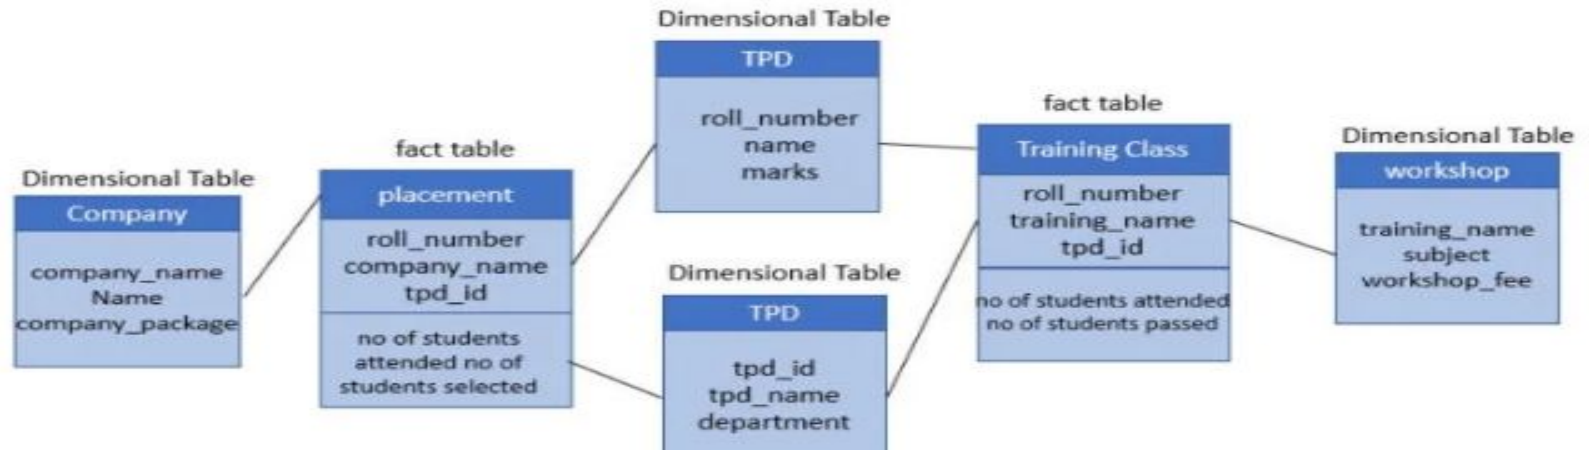 Dimensional Table
Company
company_name
Name
company_package
fact table
placement
roll_number
company_name
tpd_id
no of students
attended no of
students selected
Dimensional Table
TPD
roll_number
name
marks
Dimensional Table
TPD
tpd_id
tpd_name
department
fact table
Training Class
roll_number
training_name
tpd_id
no of students attended
no of students passed
Dimensional Table
workshop
training_name
subject
workshop_fee